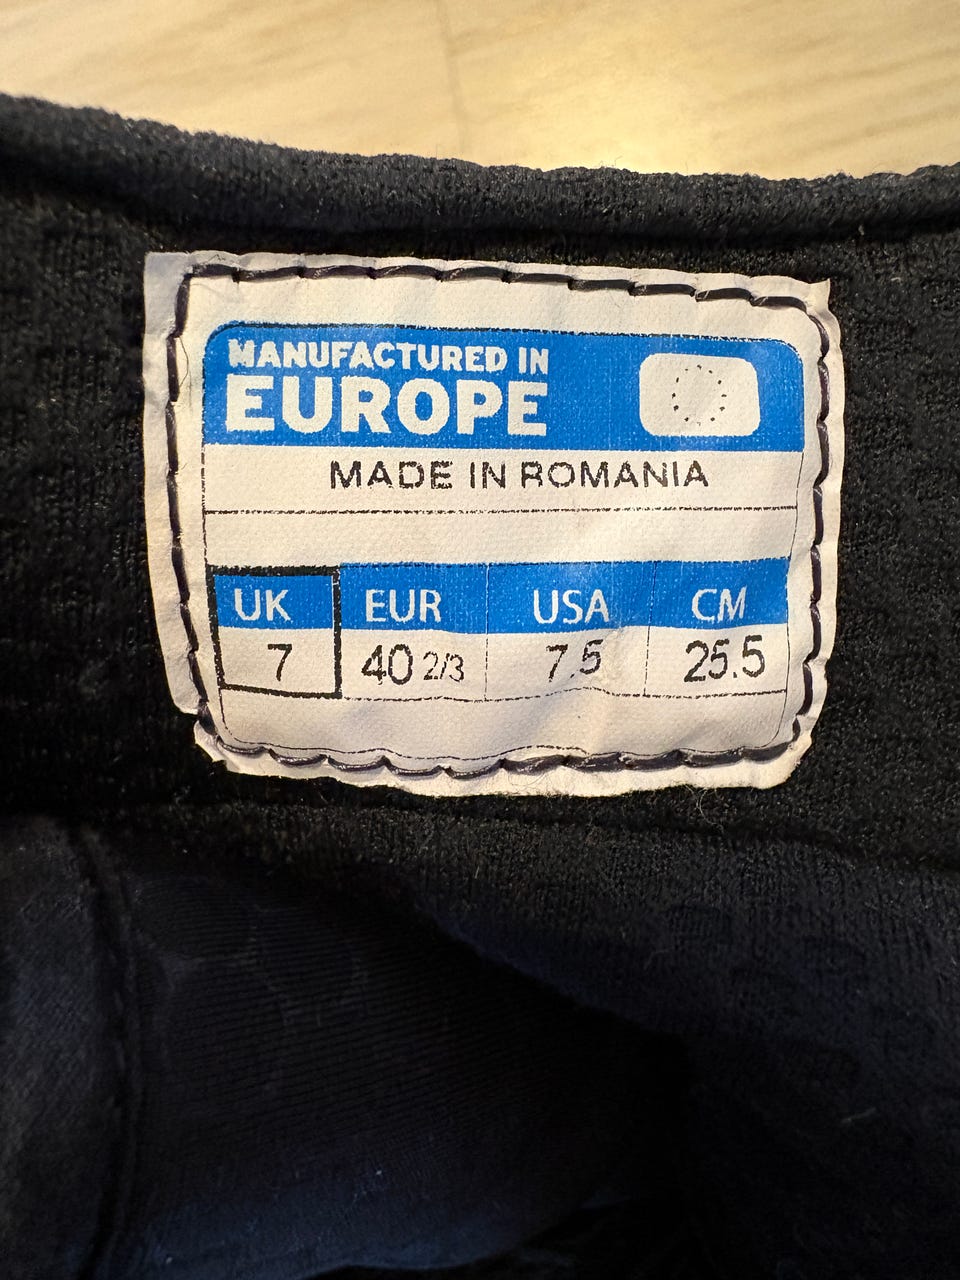 MANUFACTURED IN
EUROPE
MADE IN ROMANIA
UK EUR USA CM
7 40 2/3 7.5 25.5